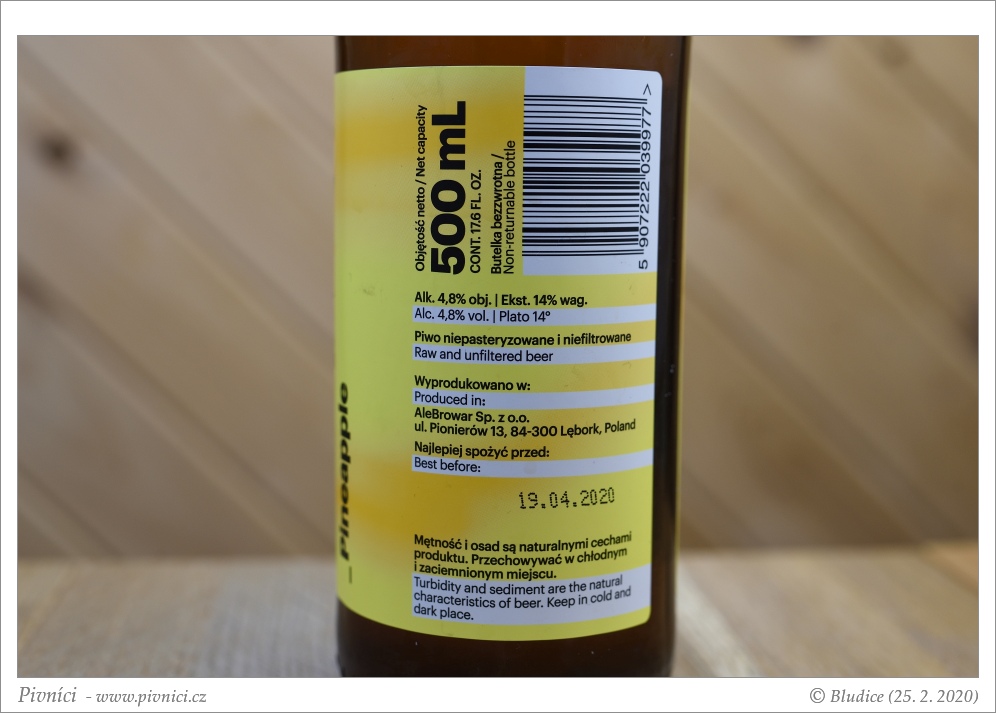 Objętość netto / Net capacity
500 mL
CONT. 17.6 FL. OZ.
Butelka bezzwrotna /
Non-returnable bottle
5 907222 039977 >
Alk. 4,8% obj. | Ekst. 14% wag.
Alc. 4,8% vol. | Plato 14°
Piwo niepasteryzowane i niefiltrowane
Raw and unfiltered beer
Wyprodukowano w:
Produced in:
AleBrowar Sp. z o.o.
ul. Pionierów 13, 84-300 Lębork, Poland
Najlepiej spożyć przed:
Best before:
19.04.2020
Mętność i osad są naturalnymi cechami
produktu. Przechowywać w chłodnym
i zaciemnionym miejscu.
Turbidity and sediment are the natural
characteristics of beer. Keep in cold and
dark place.
— Pineapple
Pivníci - www.pivnici.cz
© Bludice (25. 2. 2020)